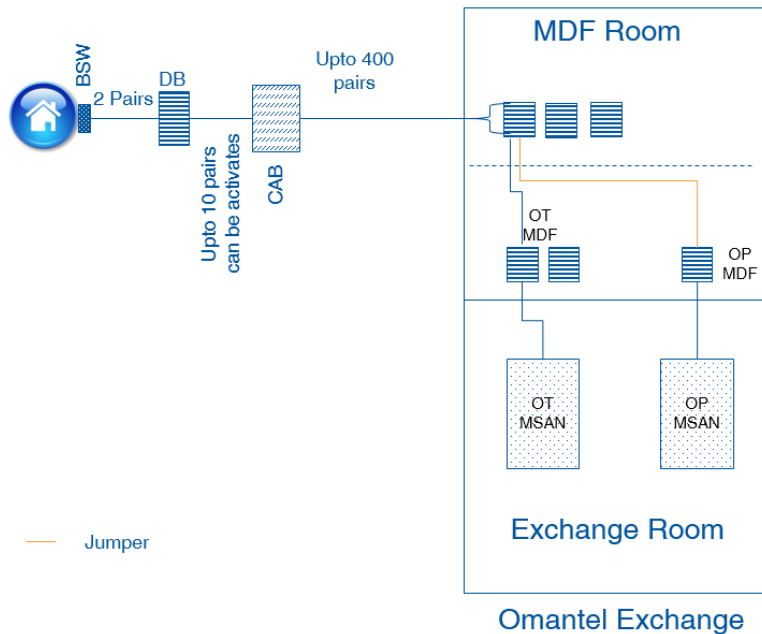 MDF Room
Upto 400
pairs
BSW
2 Pairs
DB
CAB
Upto 10 pairs
can be activates
OT
MDF
OP
MDF
OT
MSAN
OP
MSAN
Exchange Room
Jumper
Omantel Exchange